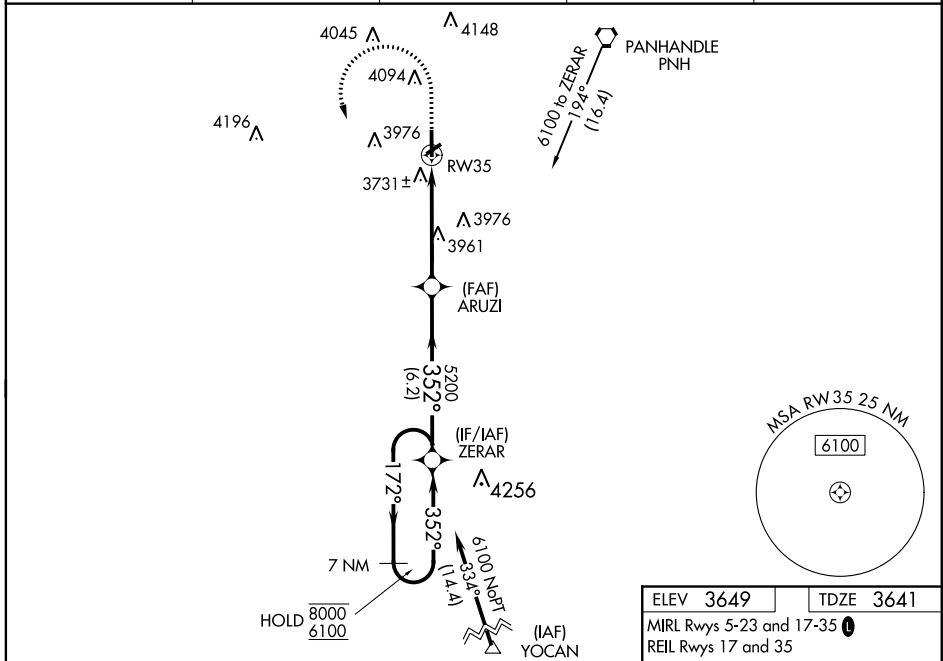 4148
4045
PANHANDLE
PNH
4094
6100 to ZERAR
194°
(16.4)
4196
3976
RW35
3731±
3976
3961
(FAF)
ARUZI
5200
352°
(6.2)
MSA RW35 25 NM
6100
(IF/IAF)
ZERAR
4256
172°
352°
6100 NoPT
334°
(14.4)
7 NM
HOLD 8000
6100
(IAF)
YOCAN
ELEV 3649
TDZE 3641
MIRL Rwys 5-23 and 17-35 L
REIL Rwys 17 and 35